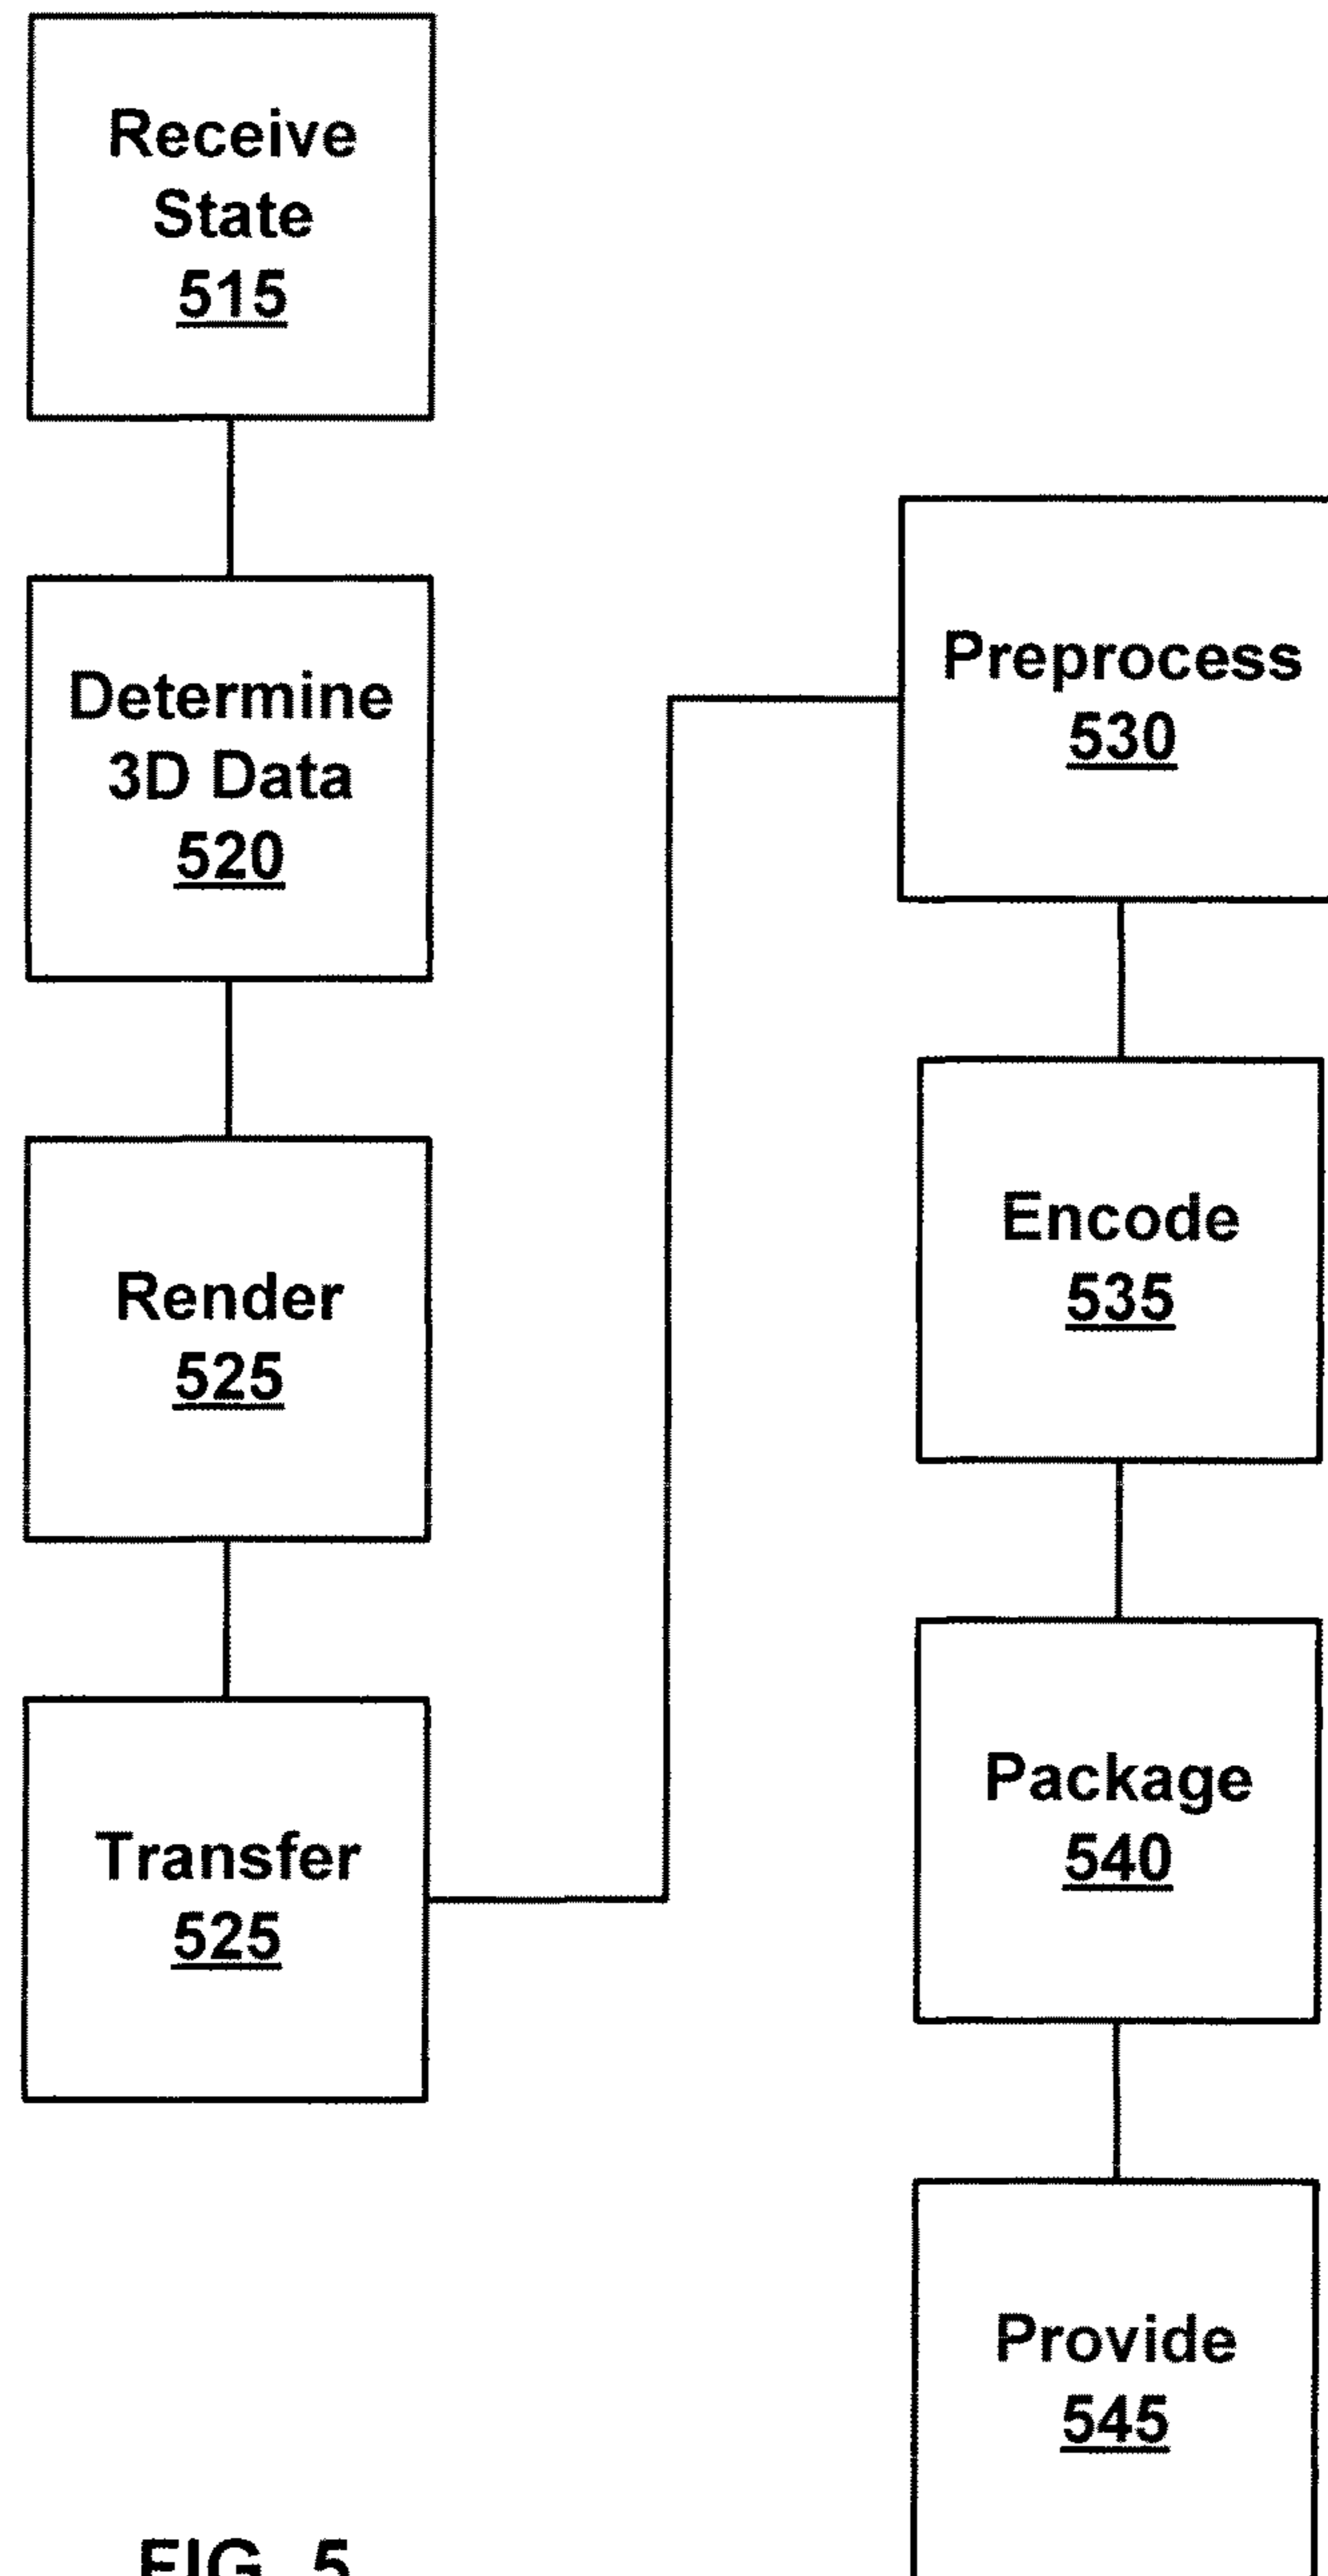 Receive
State
515
Determine
3D Data
520
Render
525
Transfer
525
Preprocess
530
Encode
535
Package
540
Provide
545
FIG. 5